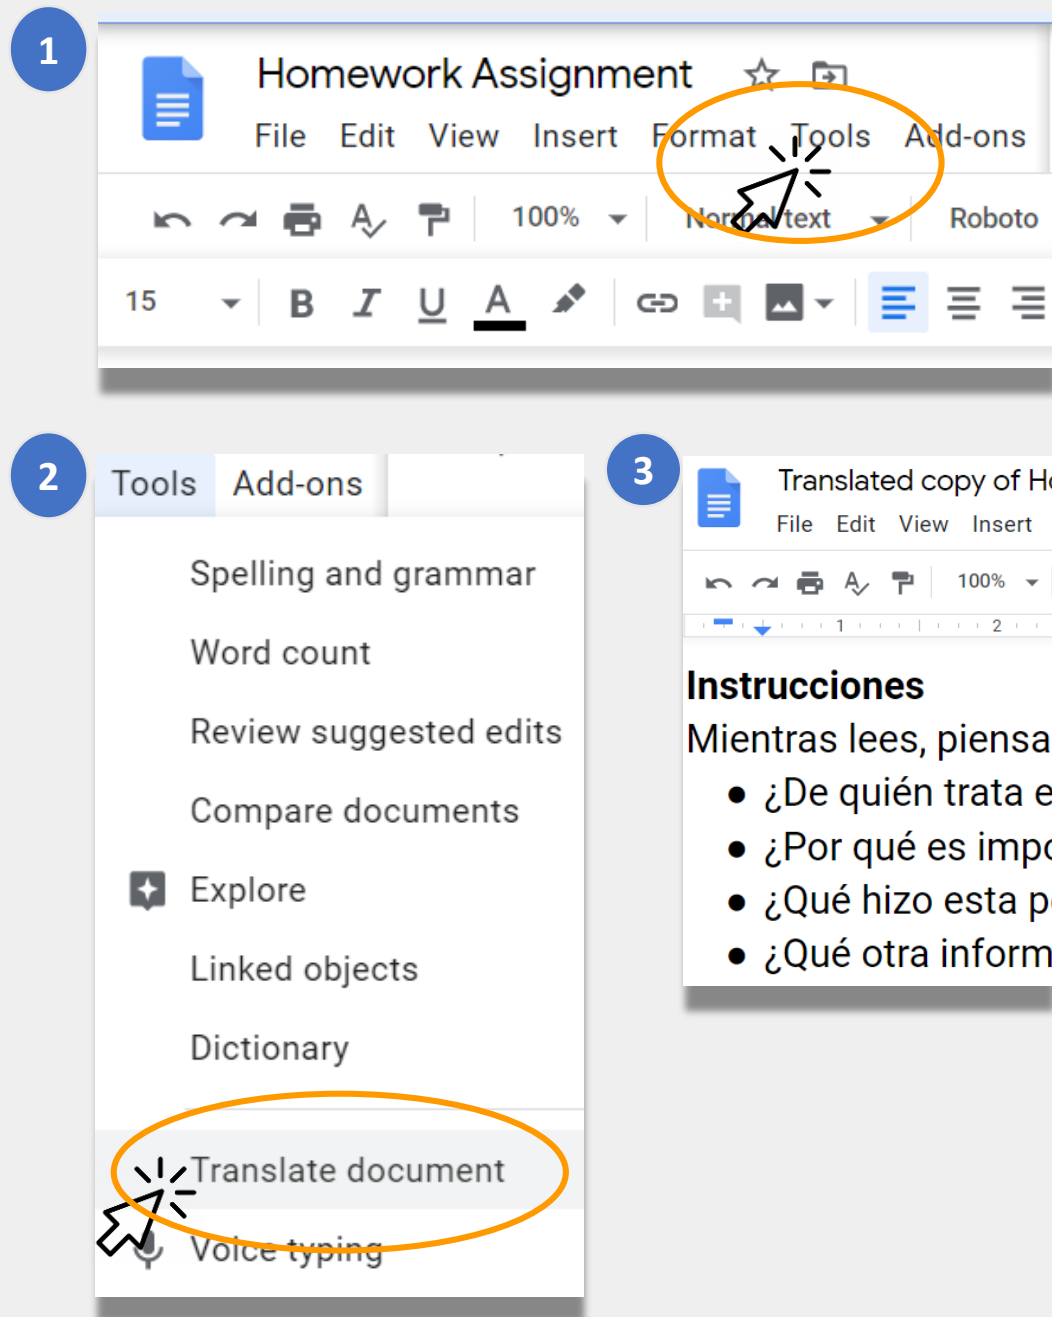 1
Homework Assignment
File Edit View Insert Format Tools Add-ons
100% Normal text Roboto
15 B I U A
2
Tools Add-ons
Spelling and grammar
Word count
Review suggested edits
Compare documents
Explore
Linked objects
Dictionary
Translate document
Voice typing
3
Translated copy of Ho
File Edit View Insert
100%
1 2
Instrucciones
Mientras lees, piensa
● ¿De quién trata e
● ¿Por qué es impo
● ¿Qué hizo esta pe
● ¿Qué otra inform